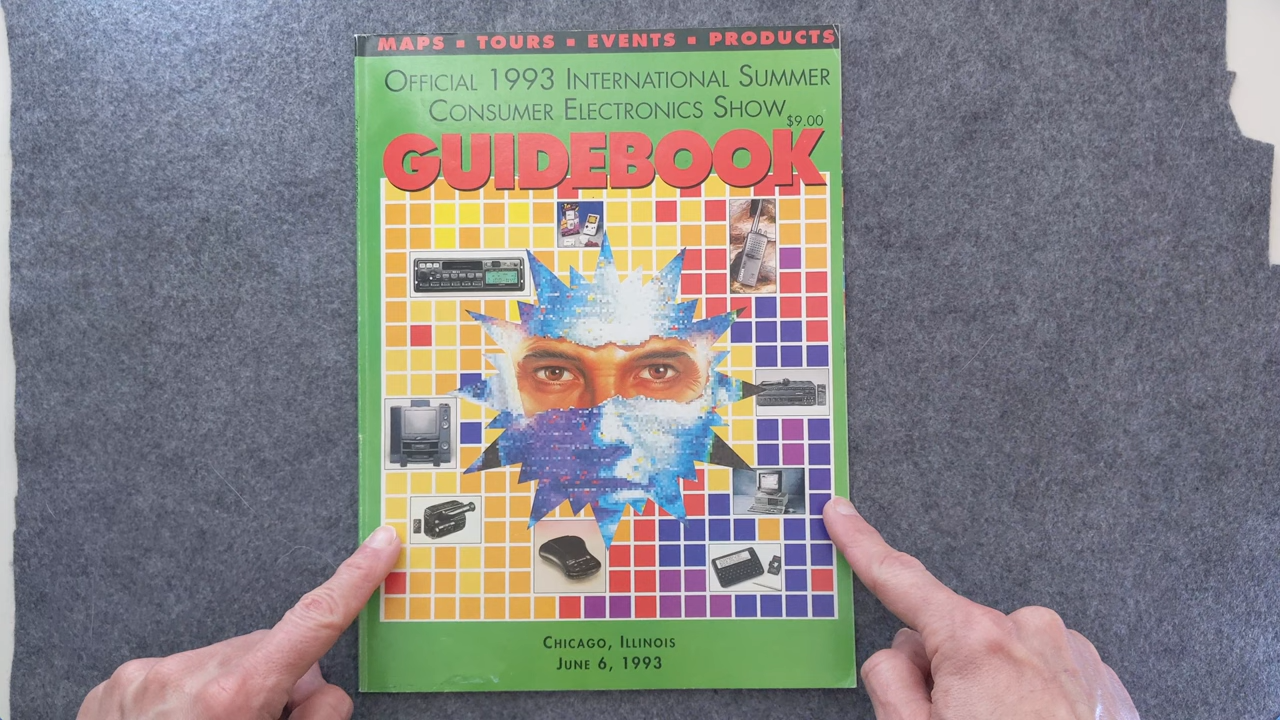 MAPS ▪ TOURS ▪ EVENTS ▪ PRODUCTS
OFFICIAL 1993 INTERNATIONAL SUMMER
CONSUMER ELECTRONICS SHOW
$9.00
GUIDEBOOK
CHICAGO, ILLINOIS
JUNE 6, 1993